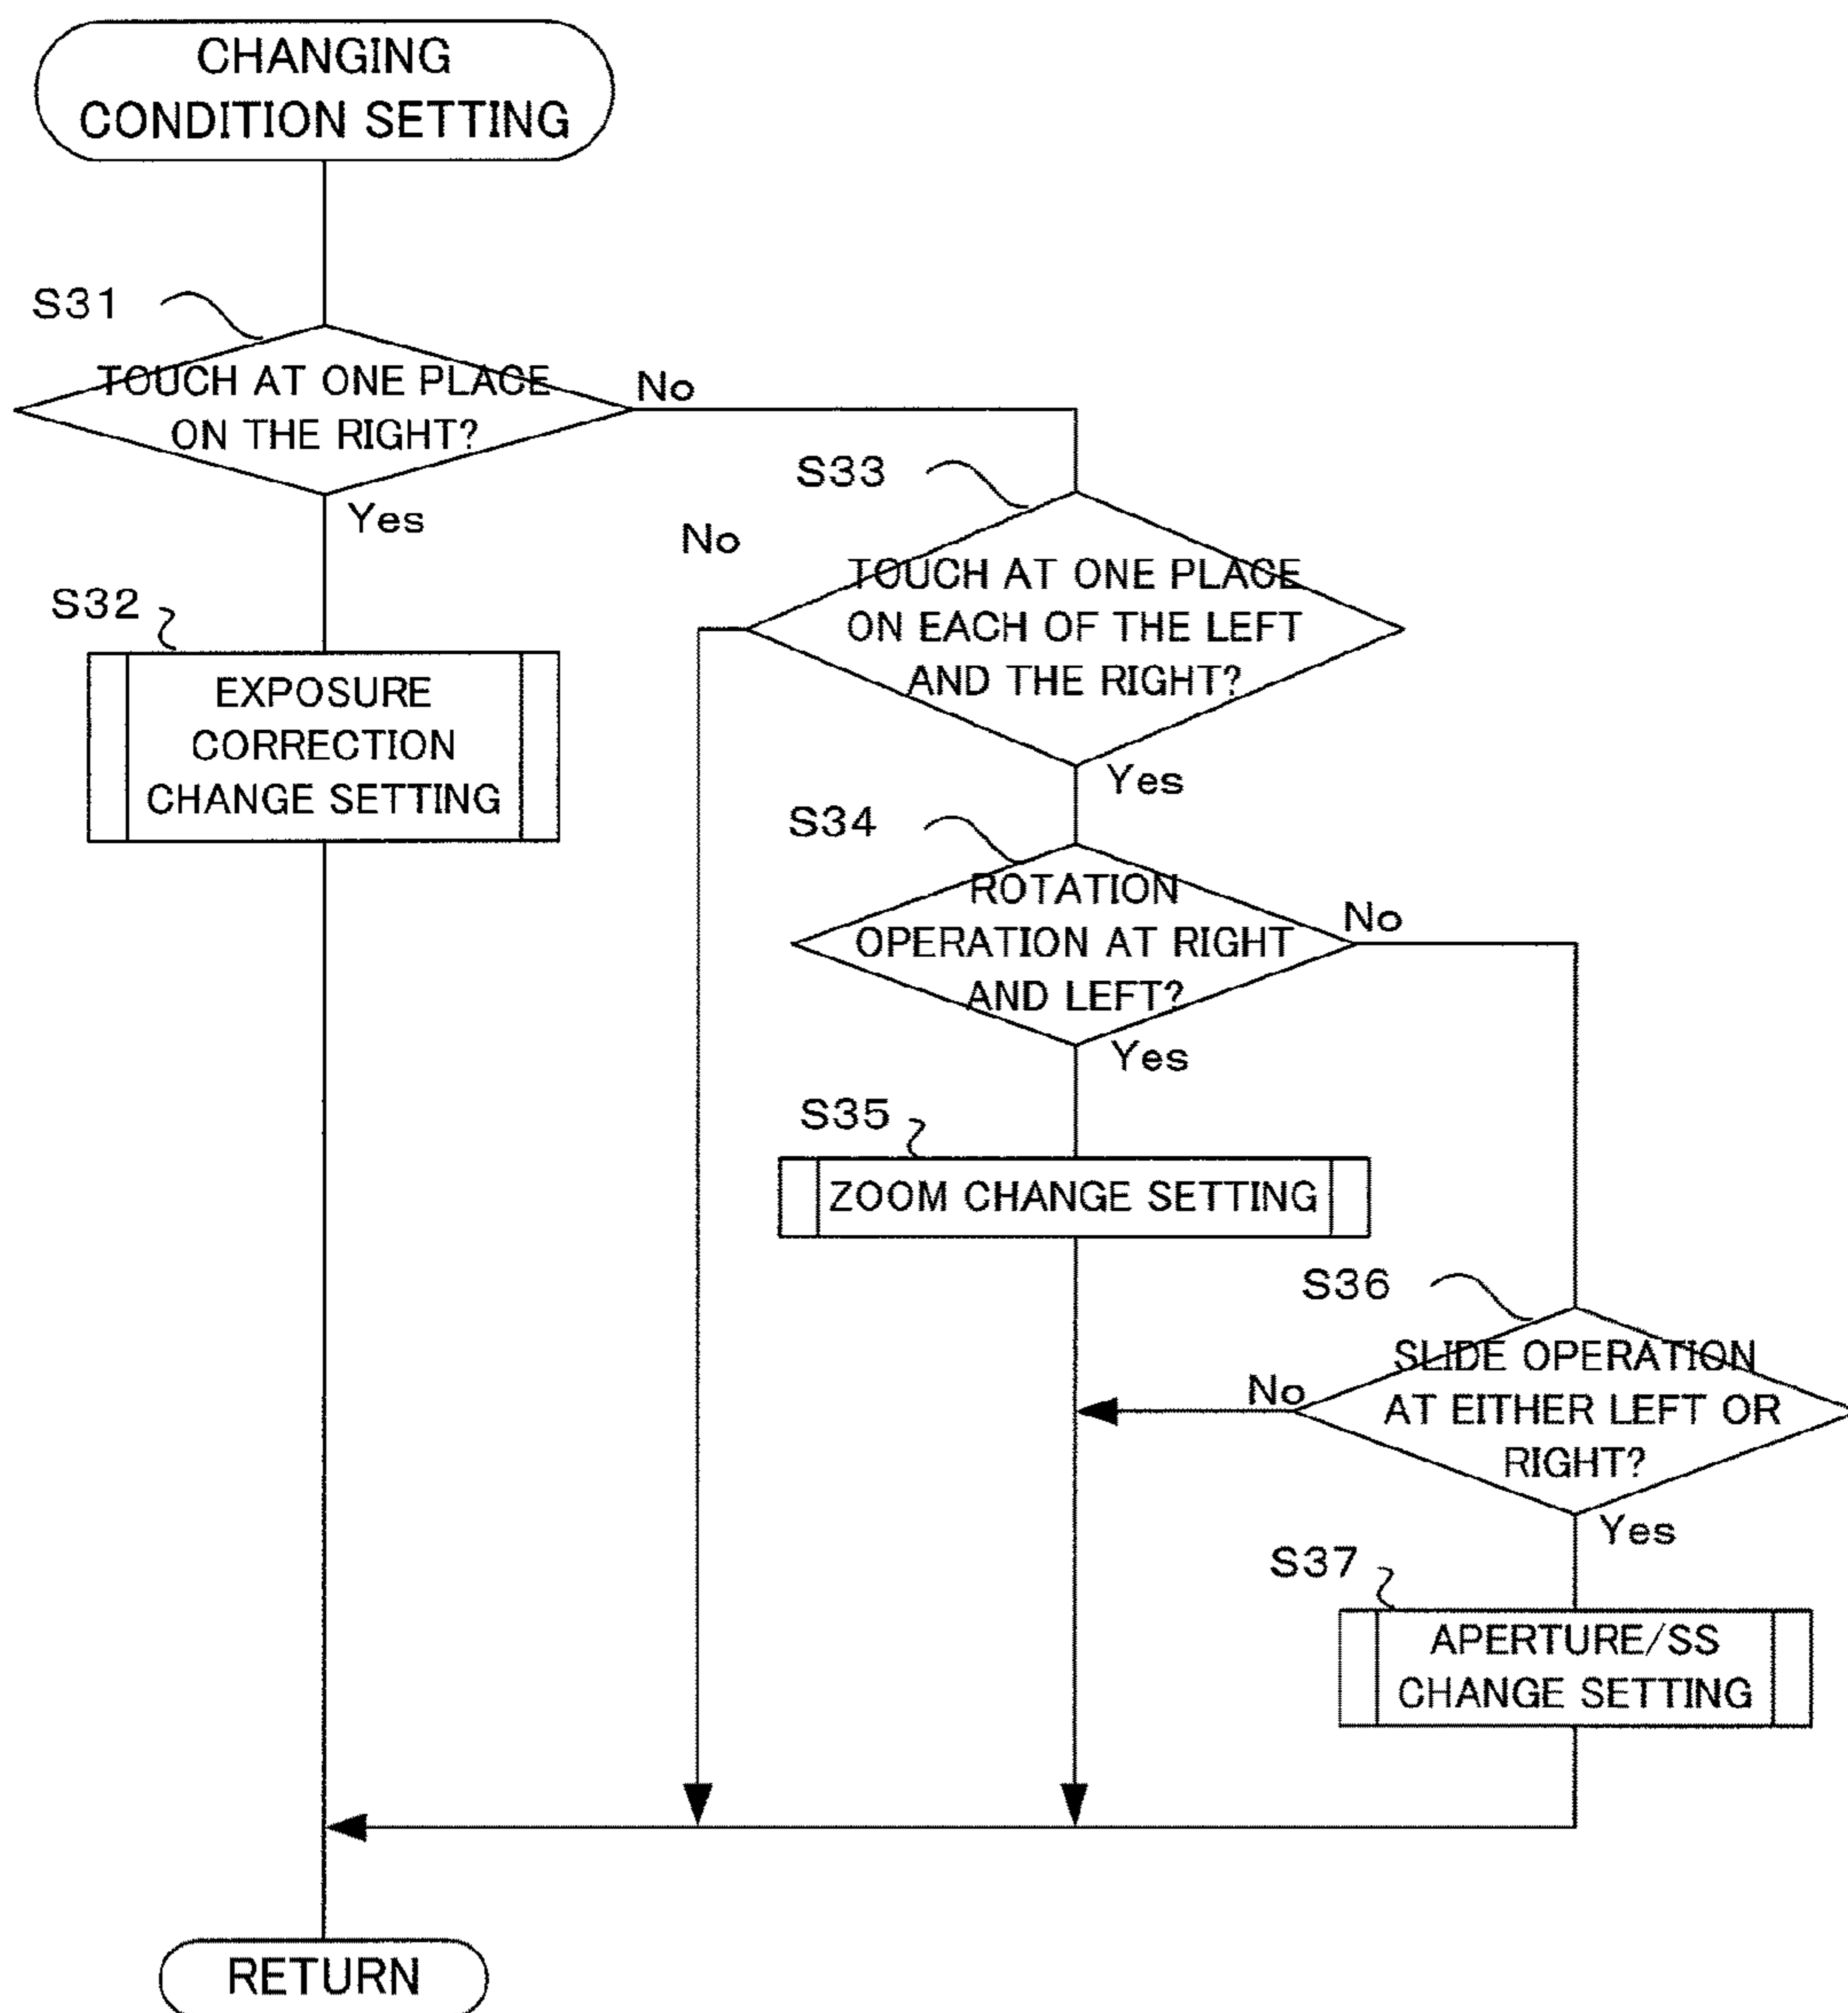 CHANGING
CONDITION SETTING
S31
TOUCH AT ONE PLACE
ON THE RIGHT?
No
Yes
S32
EXPOSURE
CORRECTION
CHANGE SETTING
S33
No
TOUCH AT ONE PLACE
ON EACH OF THE LEFT
AND THE RIGHT?
Yes
S34
ROTATION
OPERATION AT RIGHT
AND LEFT?
No
Yes
S35
ZOOM CHANGE SETTING
S36
SLIDE OPERATION
AT EITHER LEFT OR
RIGHT?
No
Yes
S37
APERTURE/SS
CHANGE SETTING
RETURN